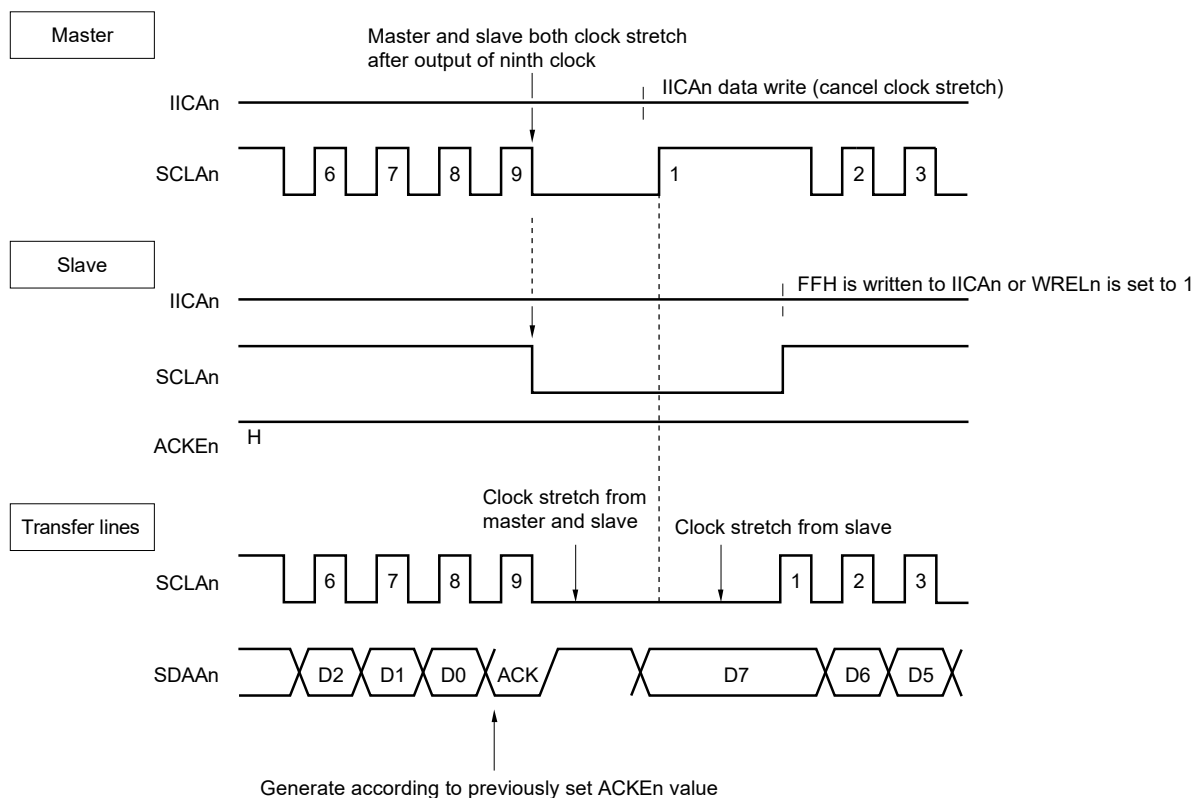 Master
Master and slave both clock stretch
after output of ninth clock
IICAn data write (cancel clock stretch)
IICAn
SCLAn
6 7 8 9 1 2 3
Slave
FFH is written to IICAn or WRELn is set to 1
IICAn
SCLAn
H
ACKEn
Transfer lines
Clock stretch from
master and slave
Clock stretch from slave
SCLAn
6 7 8 9 1 2 3
SDAAn
D2 D1 D0 ACK D7 D6 D5
Generate according to previously set ACKEn value